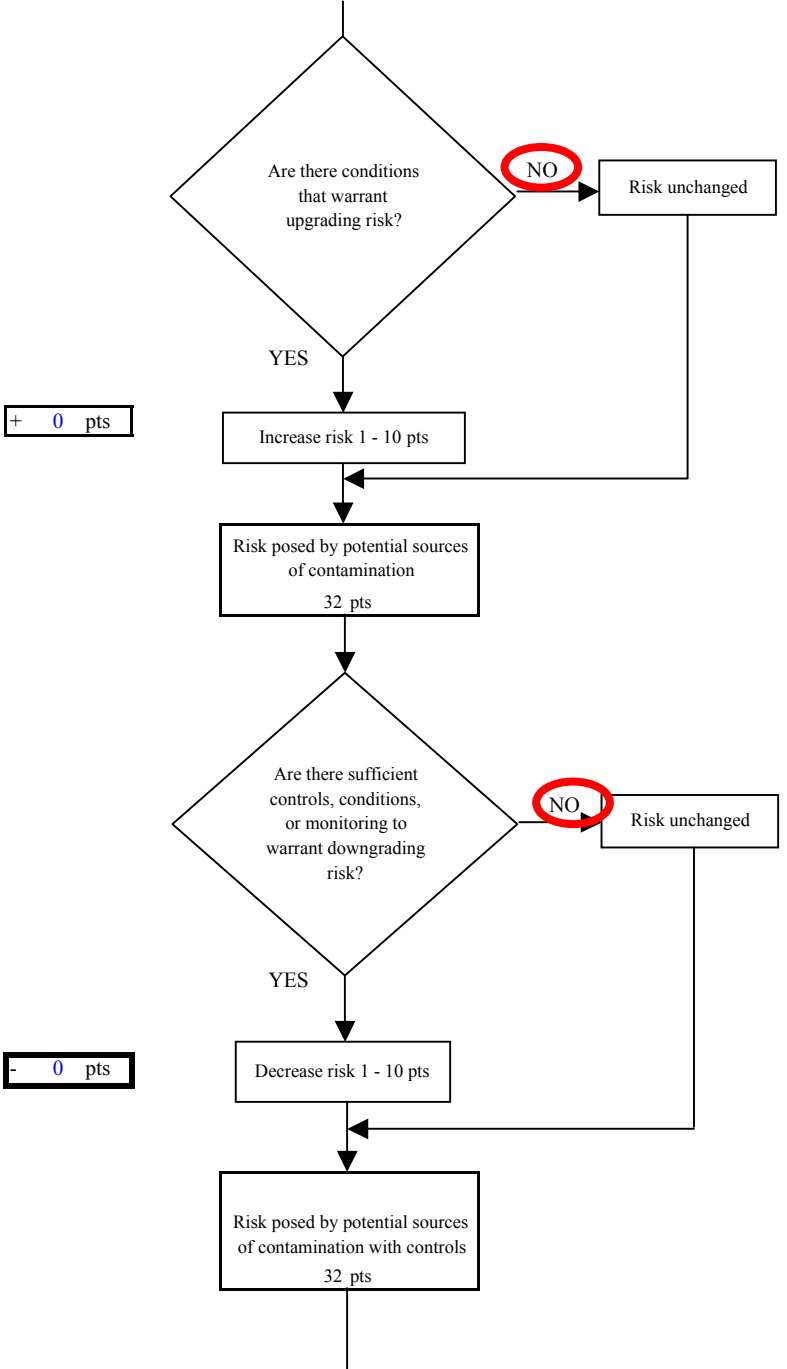 Are there conditions
that warrant
upgrading risk?
NO
Risk unchanged
YES
+ 0 pts
Increase risk 1 - 10 pts
Risk posed by potential sources
of contamination
32 pts
Are there sufficient
controls, conditions,
or monitoring to
warrant downgrading
risk?
NO
Risk unchanged
YES
- 0 pts
Decrease risk 1 - 10 pts
Risk posed by potential sources
of contamination with controls
32 pts